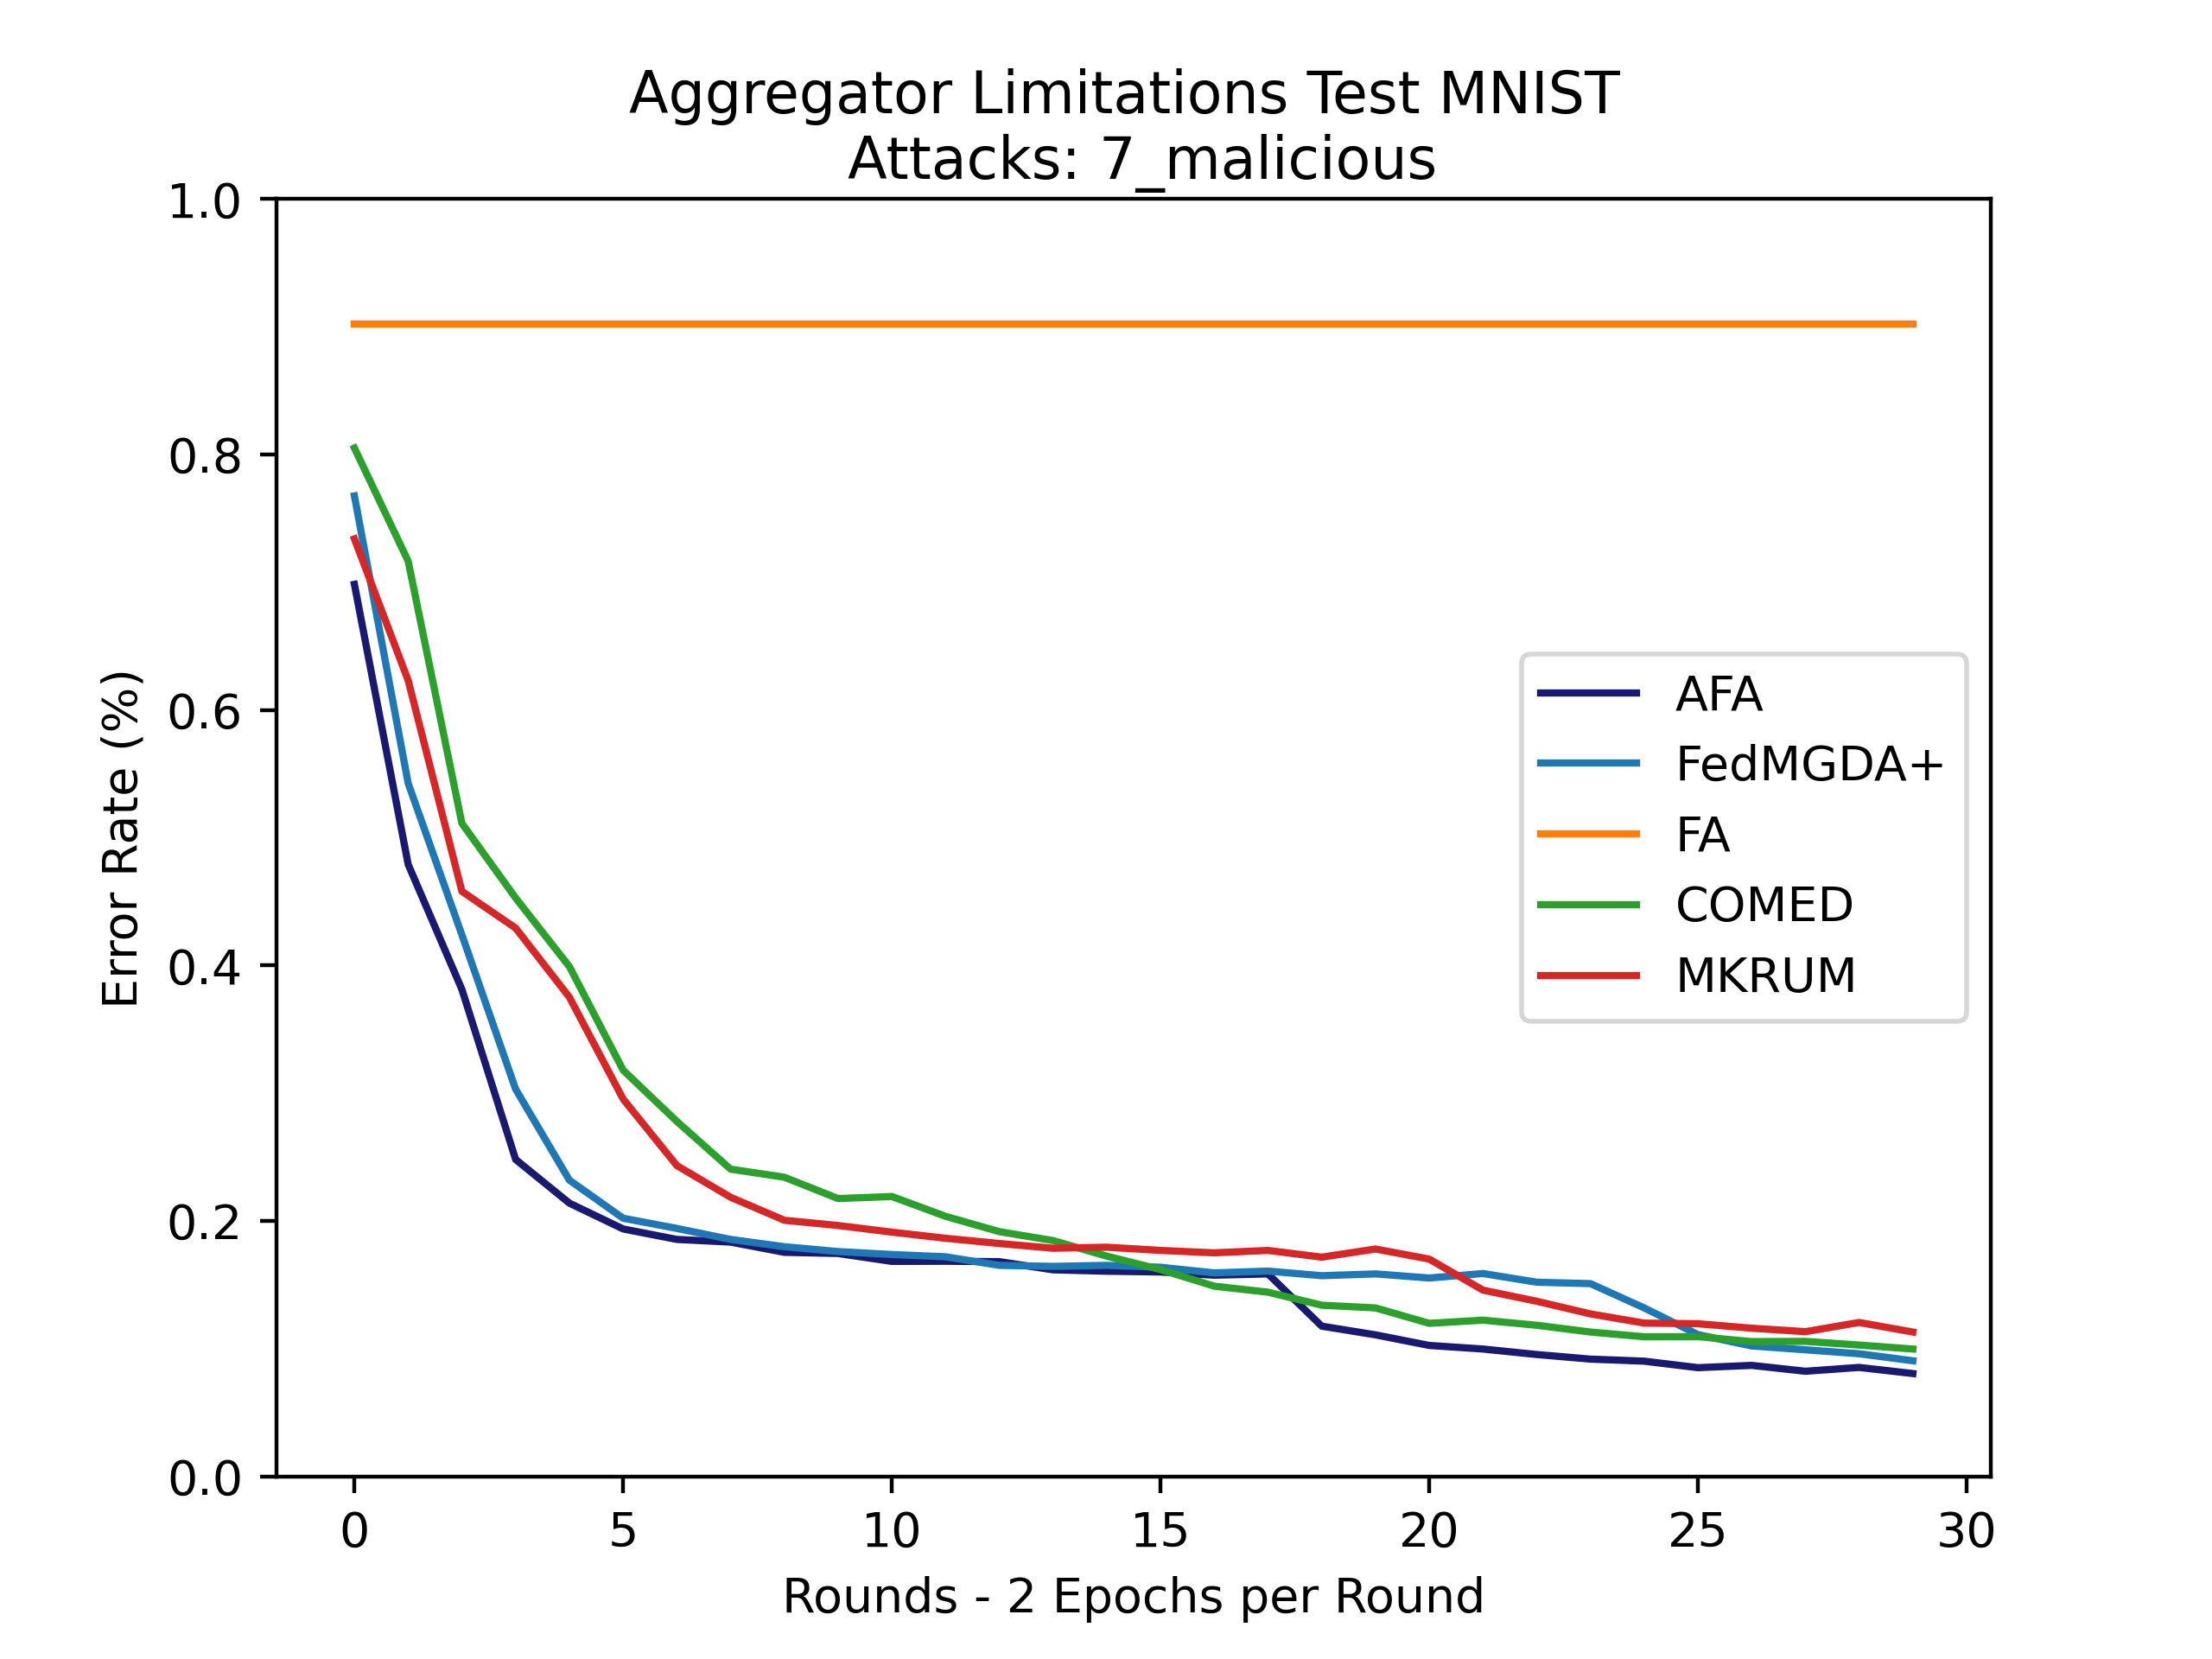 Aggregator Limitations Test MNIST
Attacks: 7_malicious
1.0
0.8
0.6
0.4
0.2
0.0
Error Rate (%)
AFA
FedMGDA+
FA
COMED
MKRUM
0 5 10 15 20 25 30
Rounds - 2 Epochs per Round